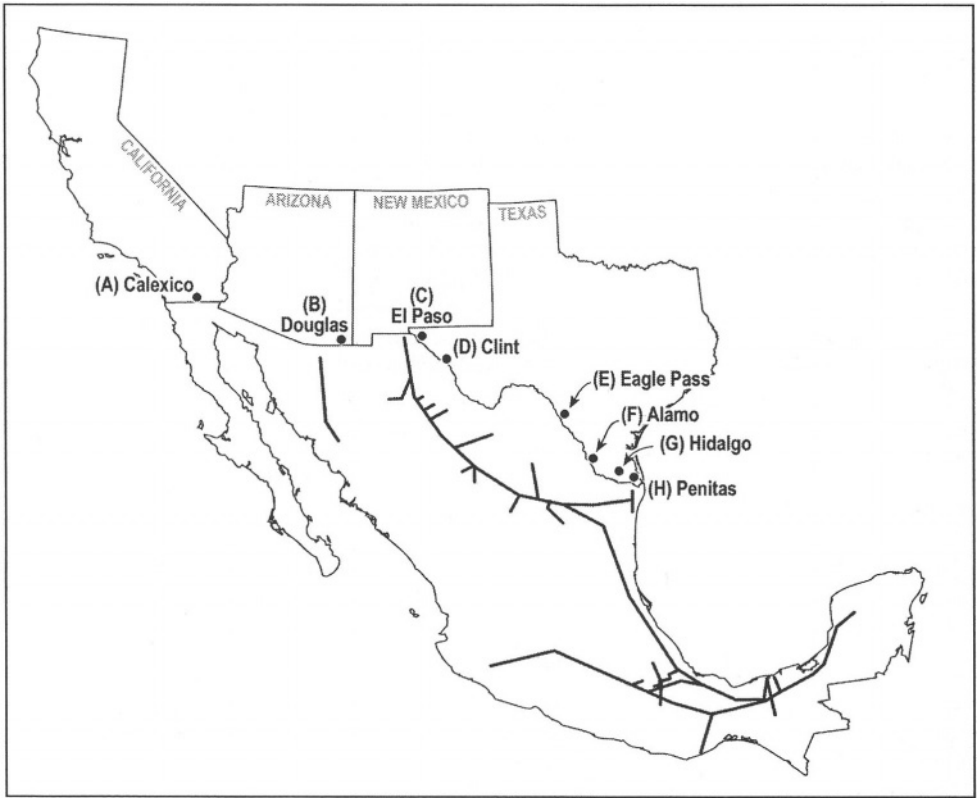 CALIFORNIA
ARIZONA
NEW MEXICO
TEXAS
(A) Calexico
(B)
Douglas
(C)
El Paso
(D) Clint
(E) Eagle Pass
(F) Alamo
(G) Hidalgo
(H) Penitas